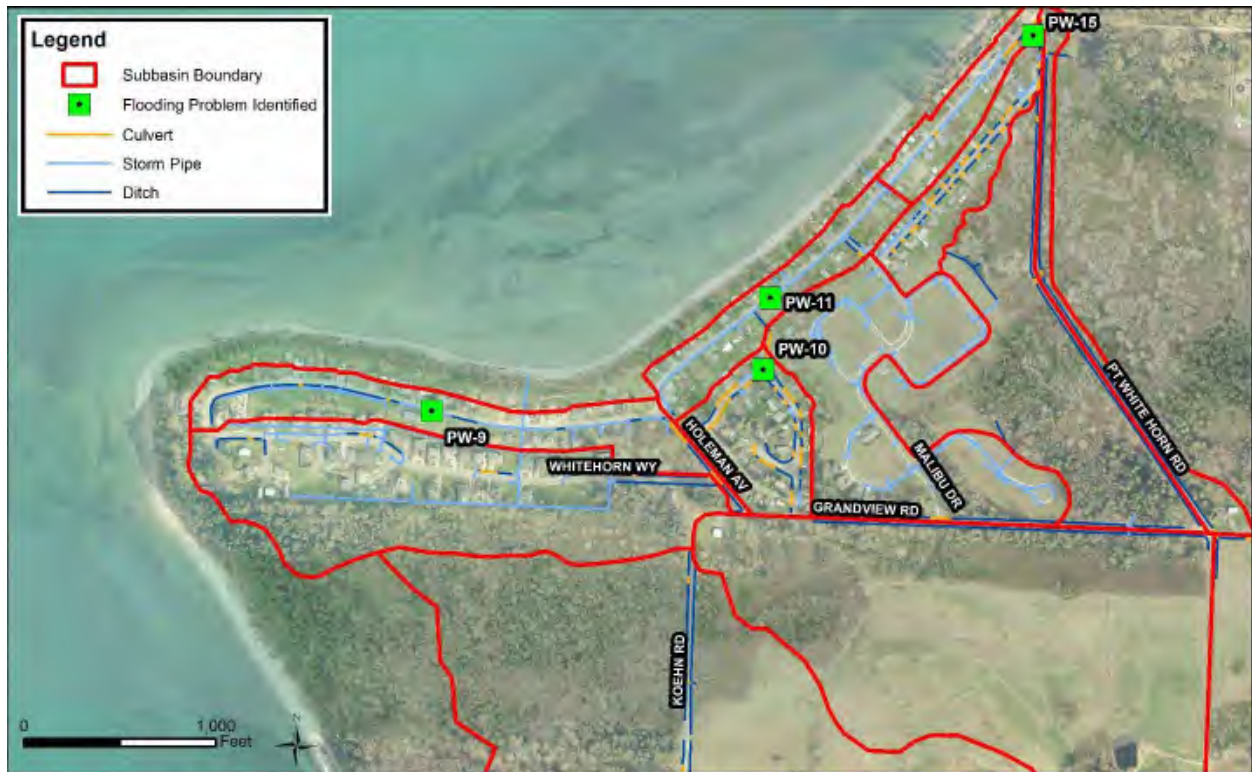 Legend
Subbasin Boundary
Flooding Problem Identified
Culvert
Storm Pipe
Ditch
PW-15
PW-11
PW-10
PW-9
HOLEMAN AV
WHITEHORN WY
MALIBU DR
PT WHITE HORN RD
GRANDVIEW RD
KOEHN RD
0 1,000
Feet